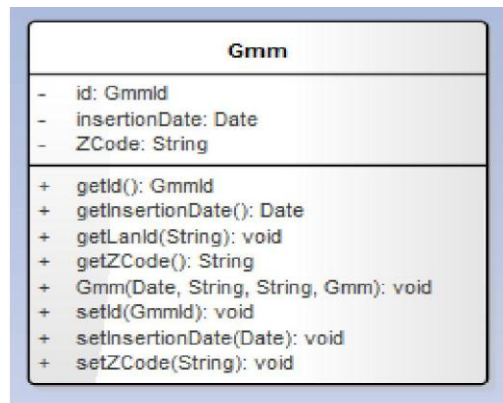 Gmm
- id: GmmId
- insertionDate: Date
- ZCode: String
+ getId(): GmmId
+ getInsertionDate(): Date
+ getLanId(String): void
+ getZCode(): String
+ Gmm(Date, String, String, Gmm): void
+ setId(GmmId): void
+ setInsertionDate(Date): void
+ setZCode(String): void